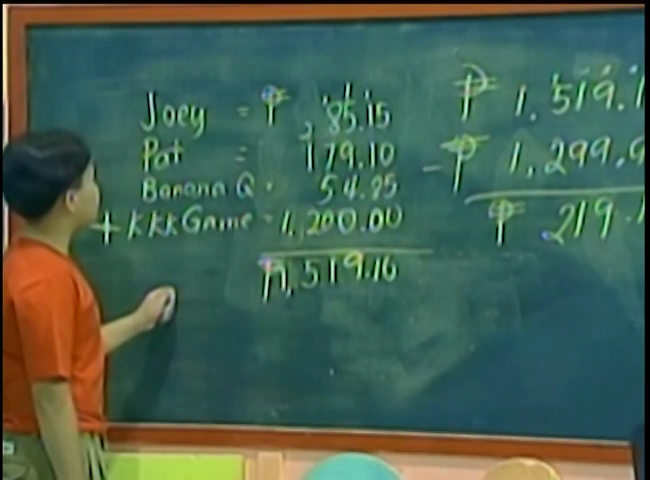 Joey = ₱ 85.15
Pat = 179.10
Banana Q = 54.85
+ KKK Game = 1,200.00
₱1,519.10
₱ 1,519.1
- ₱ 1,299.9
₱ 219.1